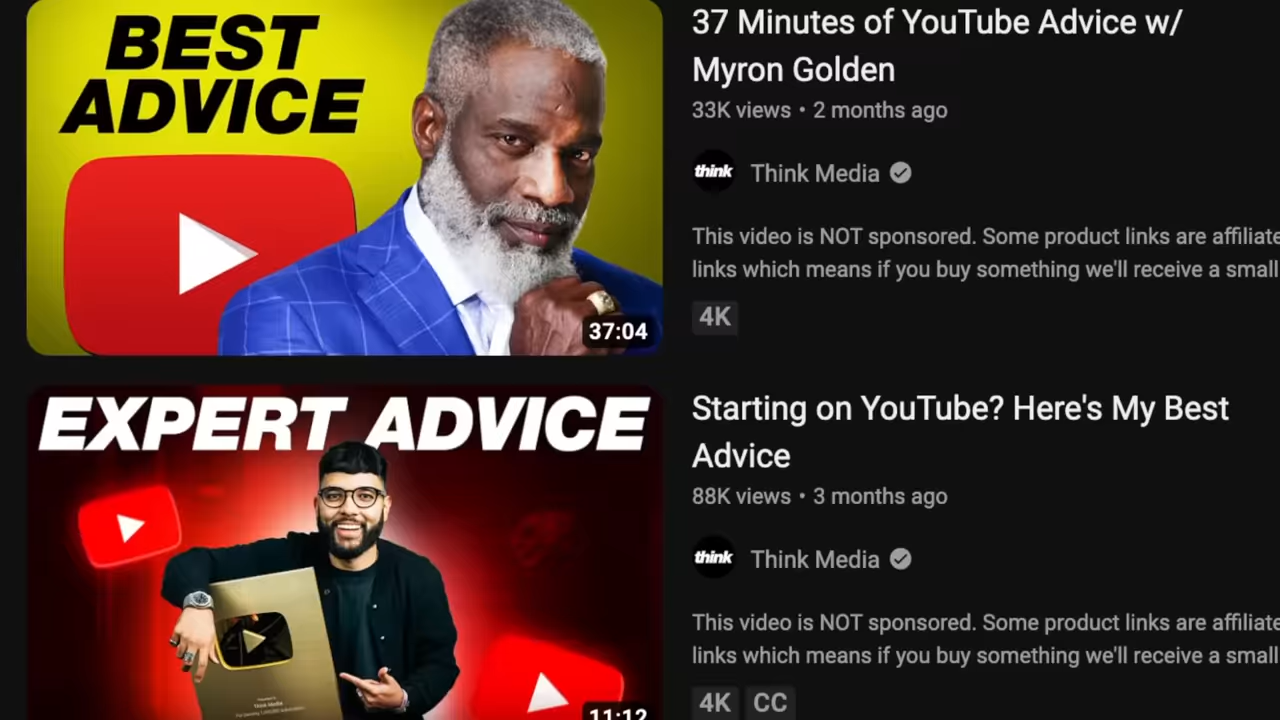 BEST
ADVICE
37:04
37 Minutes of YouTube Advice w/
Myron Golden
33K views • 2 months ago
think
Think Media
This video is NOT sponsored. Some product links are affiliate
links which means if you buy something we'll receive a small
4K
EXPERT ADVICE
Presented to
Think Media
11:12
Starting on YouTube? Here's My Best
Advice
88K views • 3 months ago
think
Think Media
This video is NOT sponsored. Some product links are affiliate
links which means if you buy something we'll receive a small
4K CC